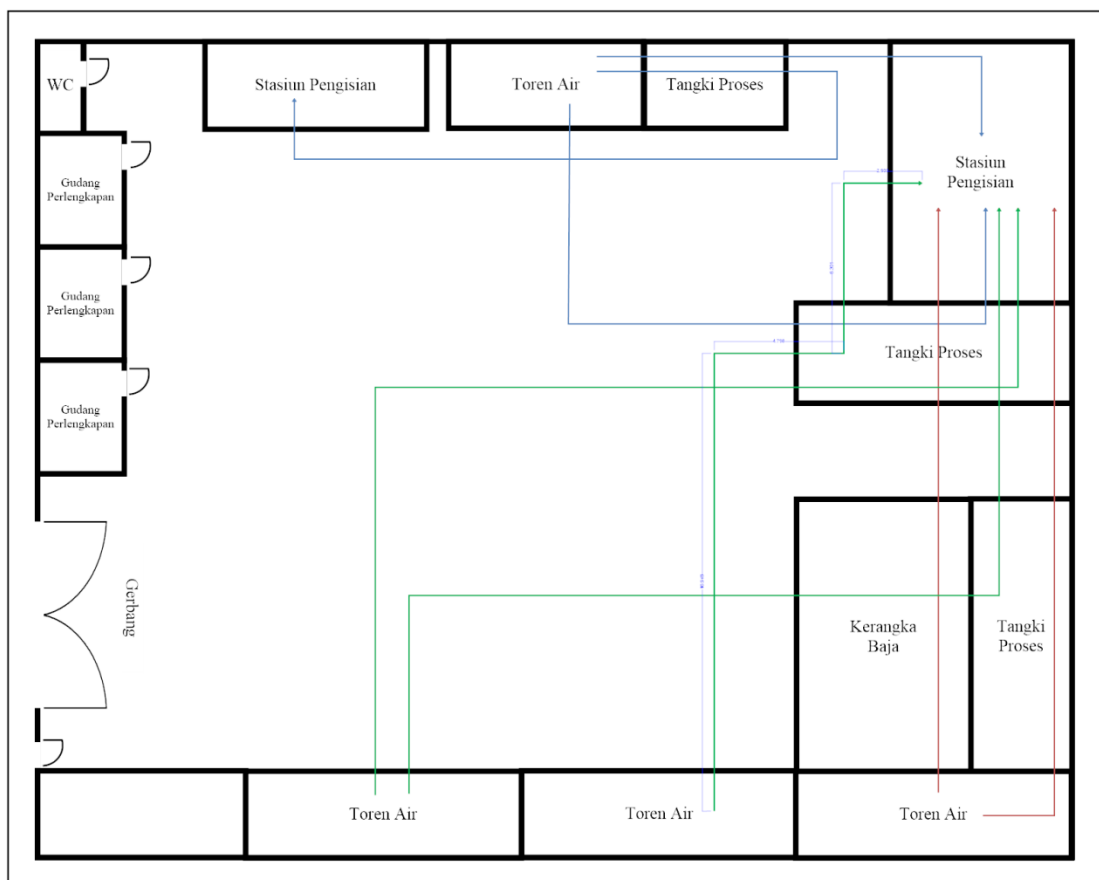 WC
Stasiun Pengisian
Toren Air
Tangki Proses
Stasiun
Pengisian
Gudang
Perlengkapan
Gudang
Perlengkapan
Tangki Proses
Gudang
Perlengkapan
Gerbang
Kerangka
Baja
Tangki
Proses
Toren Air
Toren Air
Toren Air